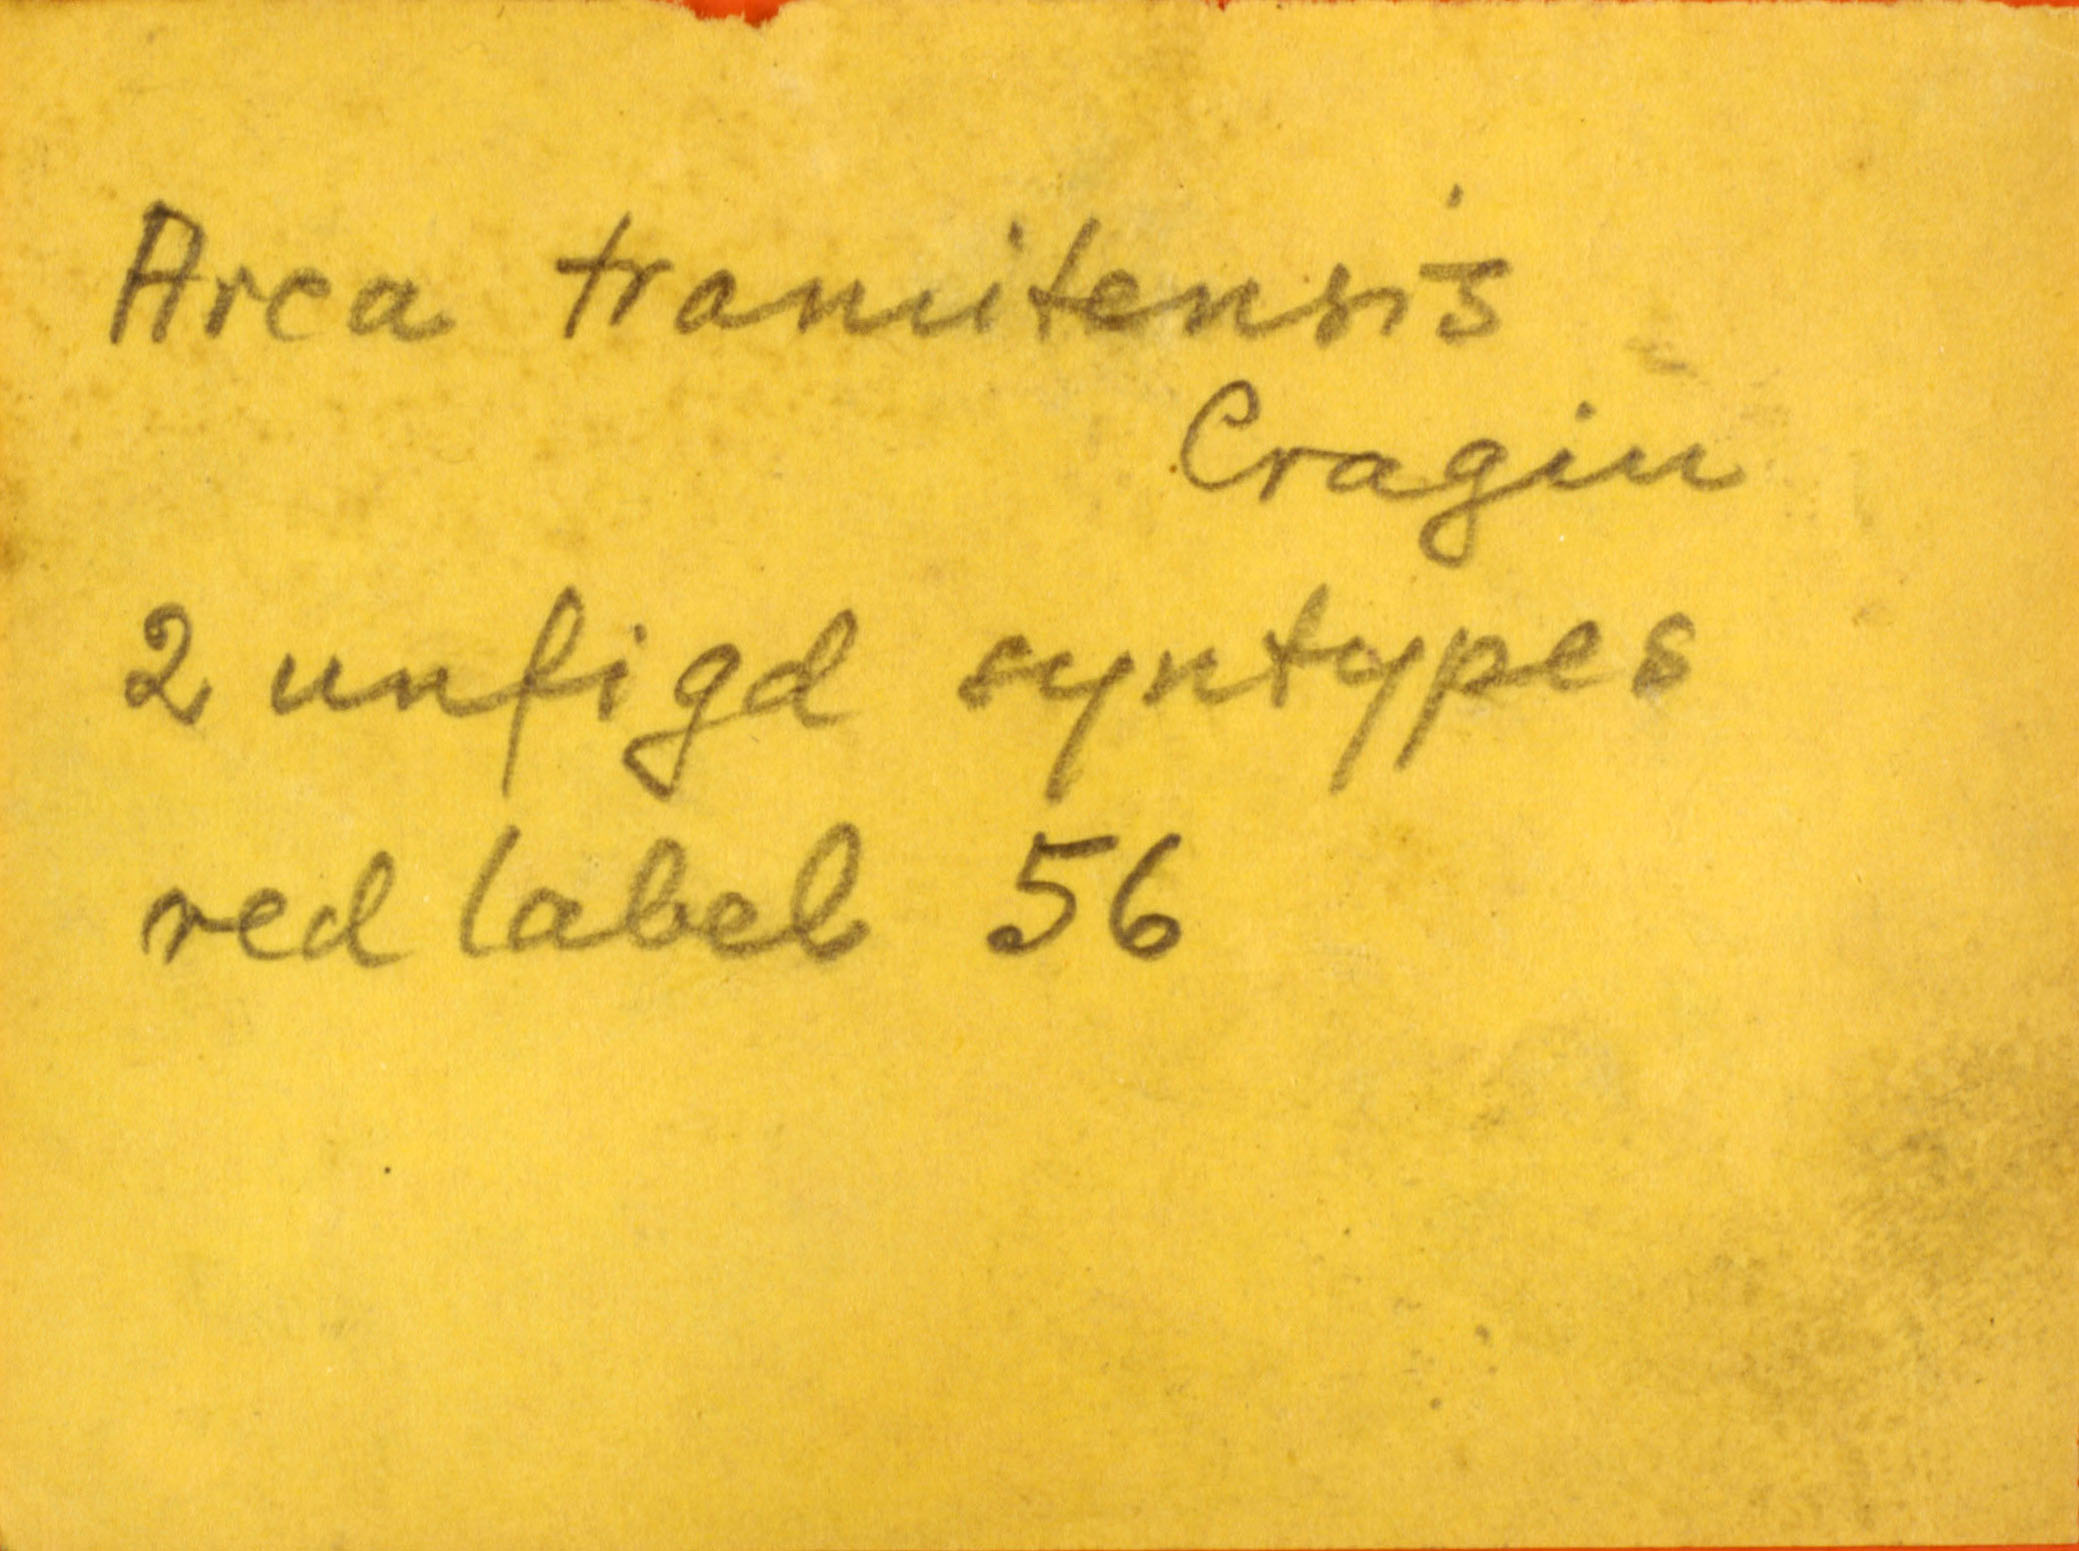 Arca tramitensis
Cragin
2 unfigd syntypes
red label 56